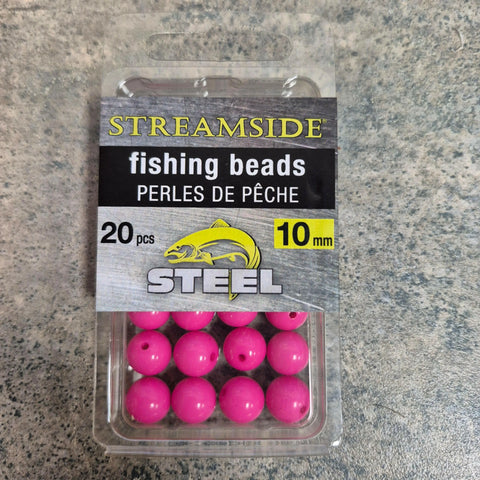 STREAMSIDE®
fishing beads
PERLES DE PÊCHE
20 pcs
10 mm
STEEL